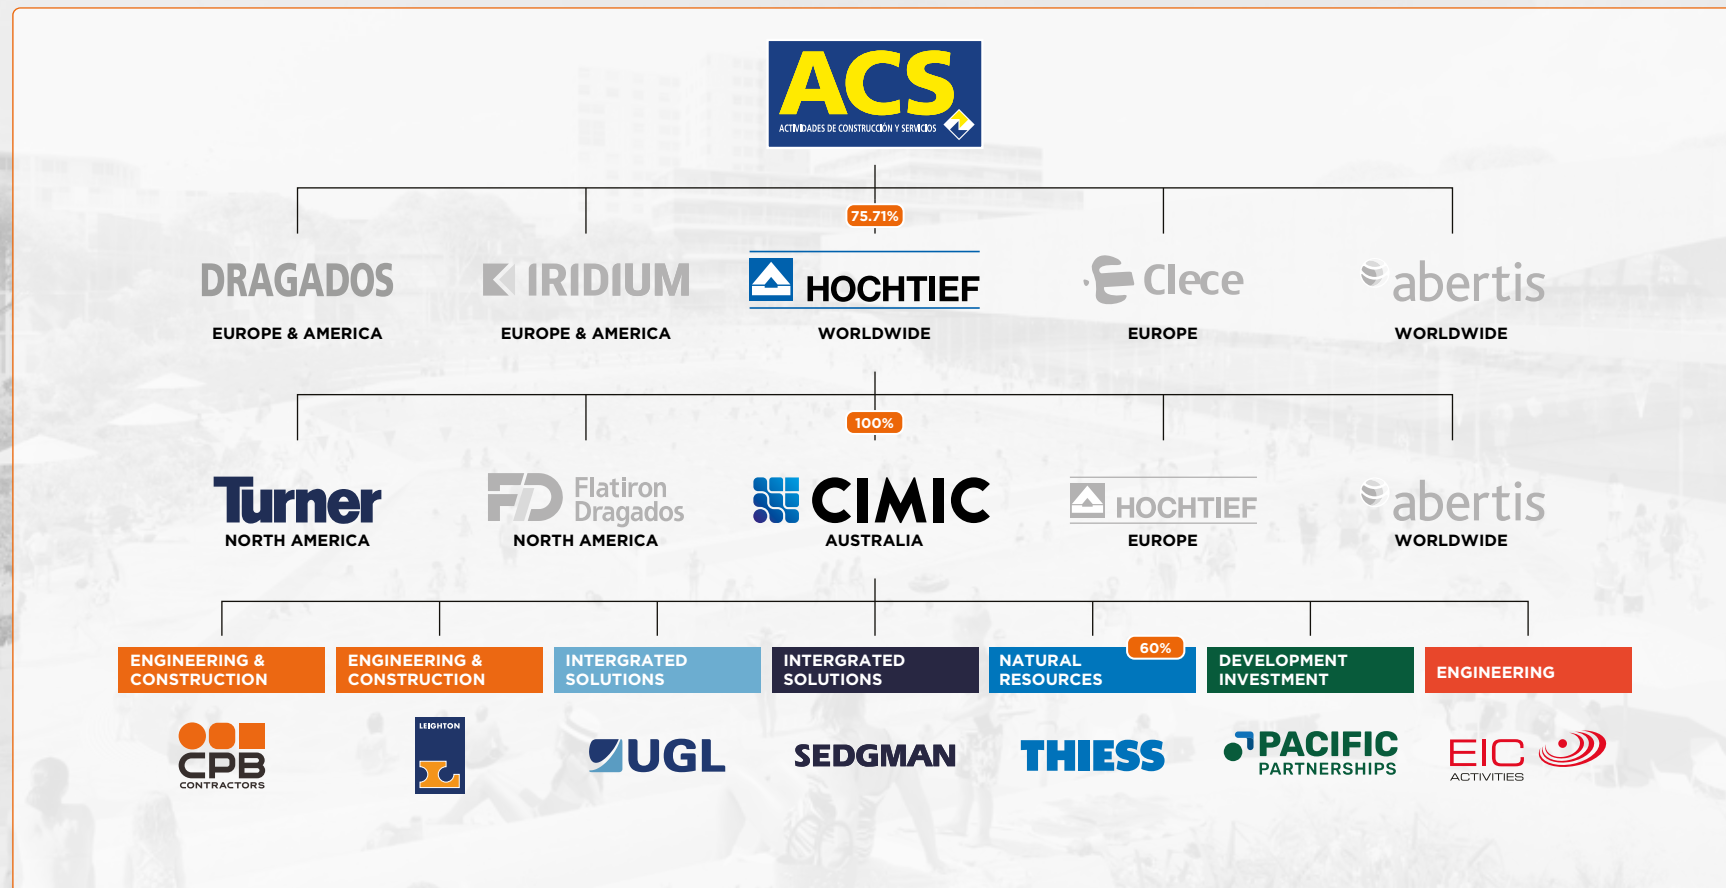 ACS
ACTIVIDADES DE CONSTRUCCIÓN Y SERVICIOS
75.71%
DRAGADOS
IRIDIUM
HOCHTIEF
Clece
abertis
EUROPE & AMERICA
EUROPE & AMERICA
WORLDWIDE
EUROPE
WORLDWIDE
100%
Turner
Flatiron
Dragados
CIMIC
HOCHTIEF
abertis
NORTH AMERICA
NORTH AMERICA
AUSTRALIA
EUROPE
WORLDWIDE
ENGINEERING &
CONSTRUCTION
ENGINEERING &
CONSTRUCTION
INTERGRATED
SOLUTIONS
INTERGRATED
SOLUTIONS
60%
NATURAL
RESOURCES
DEVELOPMENT
INVESTMENT
ENGINEERING
CPB
CONTRACTORS
LEIGHTON
L
UGL
SEDGMAN
THIESS
PACIFIC
PARTNERSHIPS
EIC
ACTIVITIES